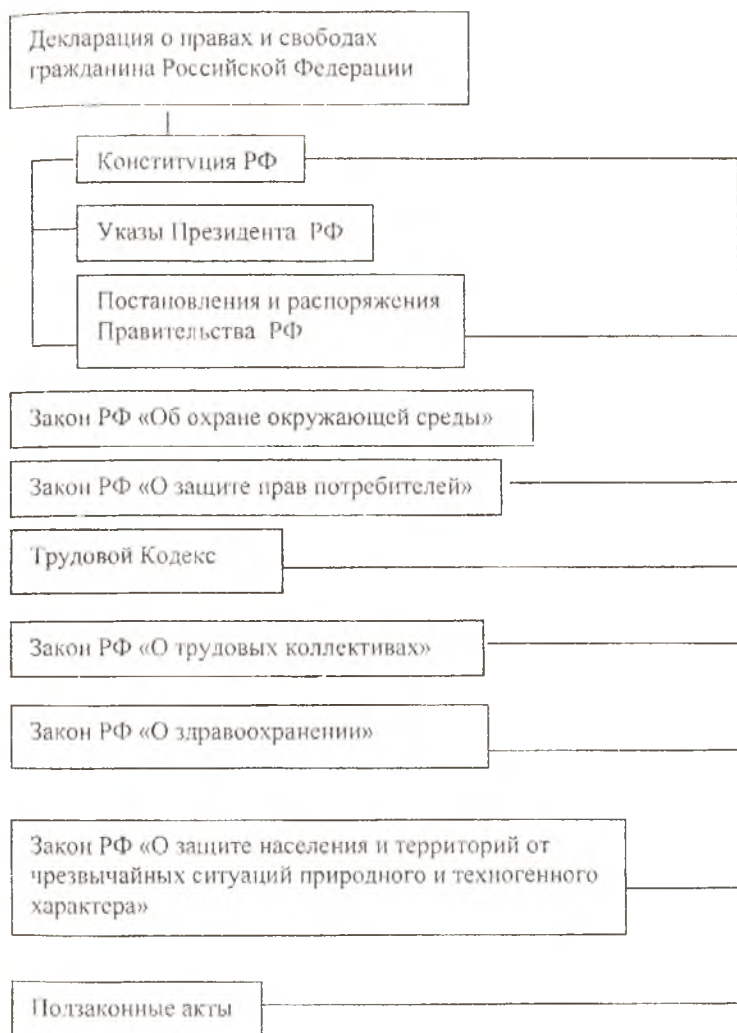 Декларация о правах и свободах
гражданина Российской Федерации
Конституция РФ
Указы Президента РФ
Постановления и распоряжения
Правительства РФ
Закон РФ «Об охране окружающей среды»
Закон РФ «О защите прав потребителей»
Трудовой Кодекс
Закон РФ «О трудовых коллективах»
Закон РФ «О здравоохранении»
Закон РФ «О защите населения и территорий от
чрезвычайных ситуаций природного и техногенного
характера»
Подзаконные акты